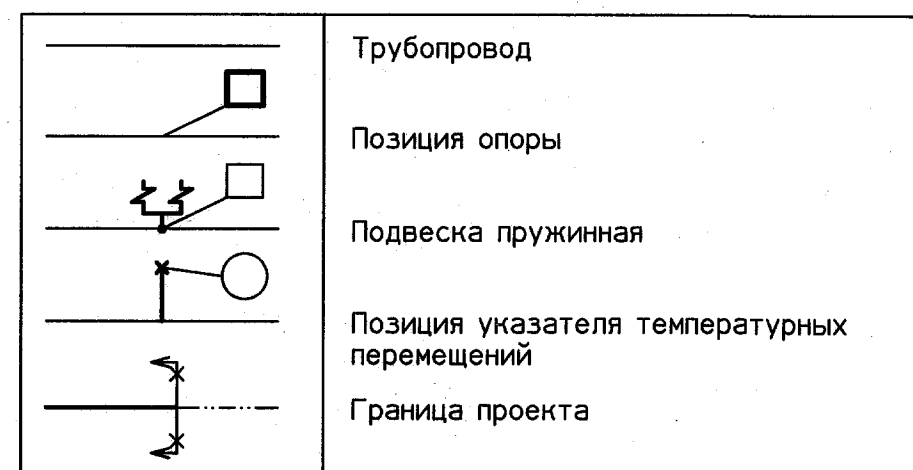 Трубопровод
Позиция опоры
Подвеска пружинная
Позиция указателя температурных
перемещений
Граница проекта